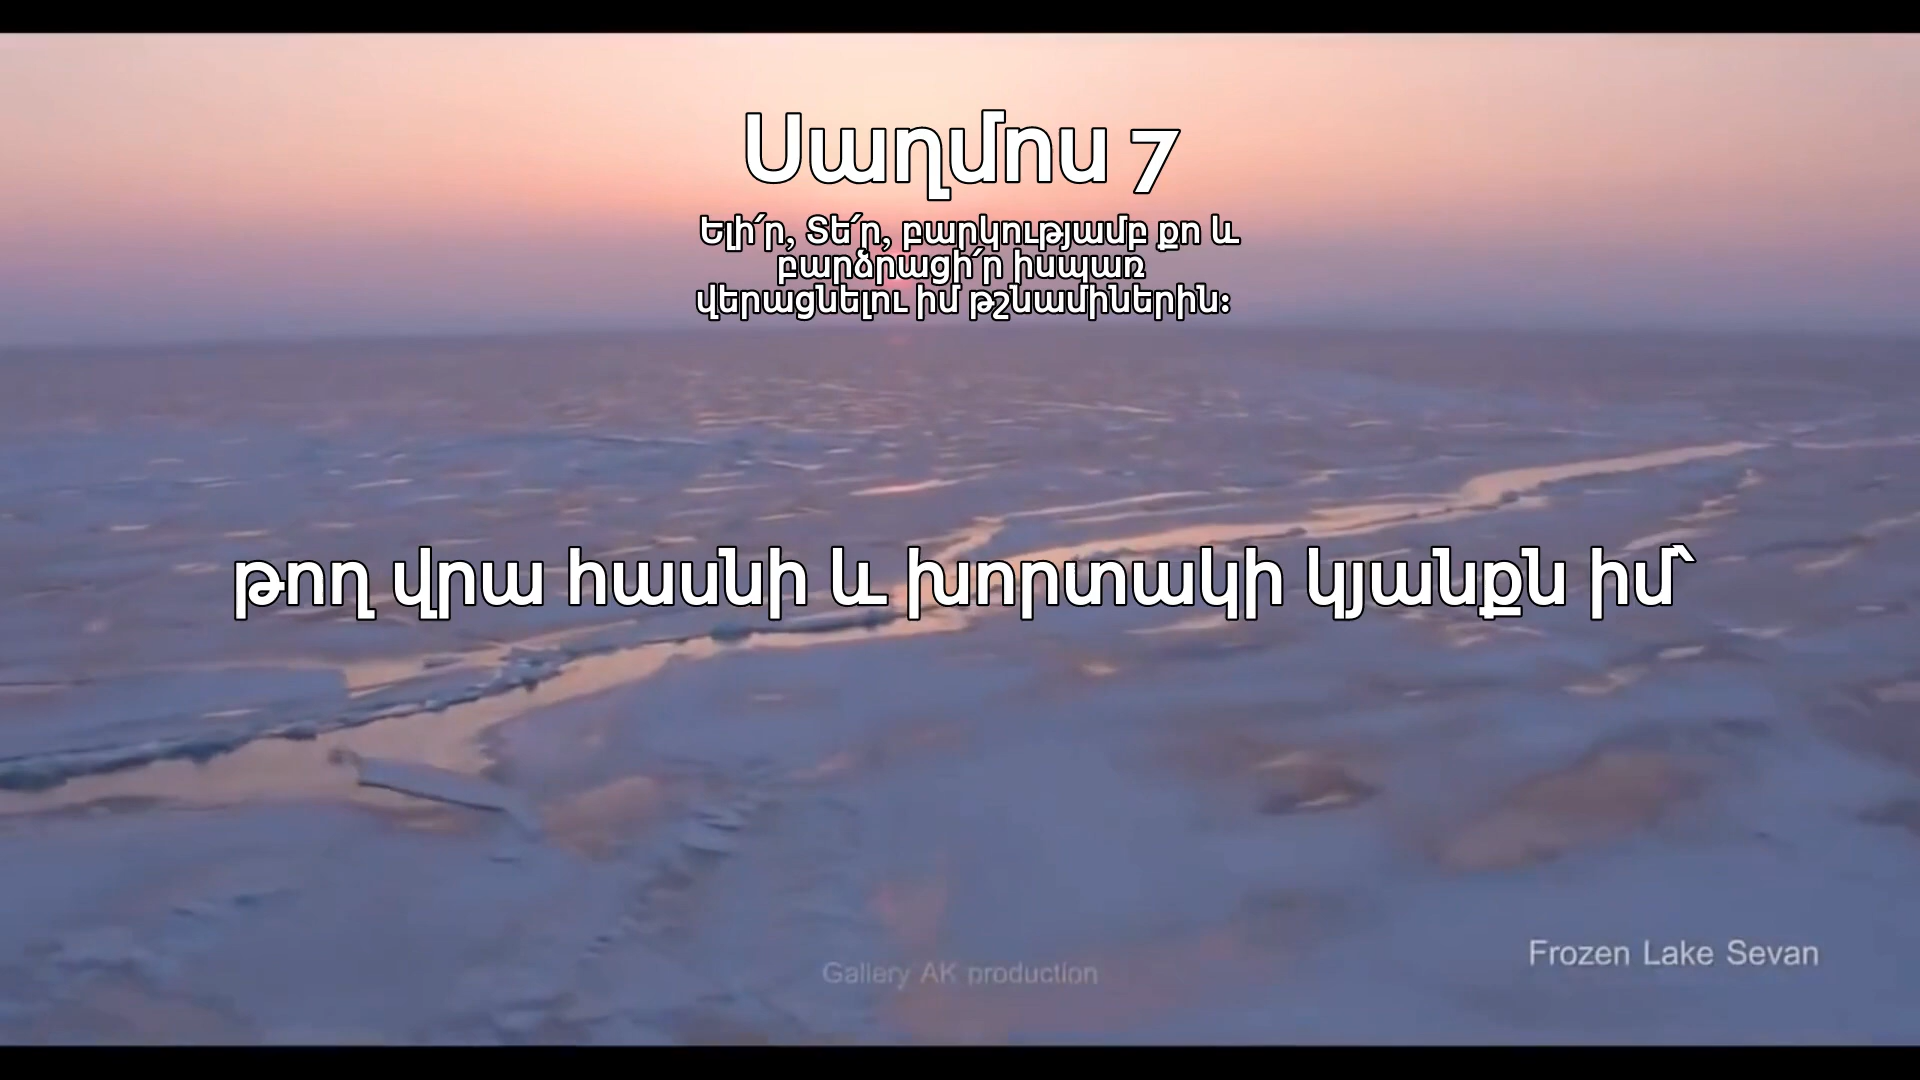 Սաղմոս 7
Ելի՛ր, Տե՛ր, բարկությամբ քո և
բարձրացի՛ր իսպառ
վերացնելու իմ թշնամիներին։
թող վրա հասնի և խորտակի կյանքն իմ՝
Frozen Lake Sevan
Gallery AK production